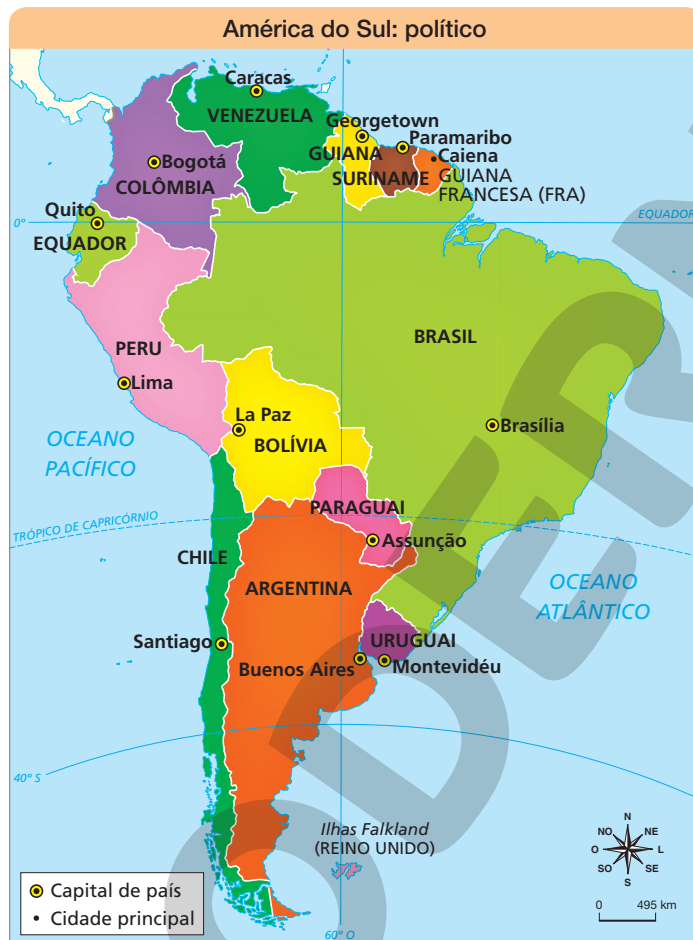 América do Sul: político
Caracas
VENEZUELA
Georgetown
Paramaribo
GUIANA
Caiena
Bogotá
SURINAME
GUIANA
FRANCESA (FRA)
COLÔMBIA
Quito
0°
EQUADOR
EQUADOR
PERU
BRASIL
Lima
La Paz
Brasília
OCEANO
PACÍFICO
BOLÍVIA
PARAGUAI
TRÓPICO DE CAPRICÓRNIO
Assunção
CHILE
ARGENTINA
OCEANO
ATLÂNTICO
Santiago
URUGUAI
Buenos Aires
Montevidéu
40° S
Ilhas Falkland
(REINO UNIDO)
N
NO NE
O L
SO SE
S
Capital de país
Cidade principal
0 495 km
60° O